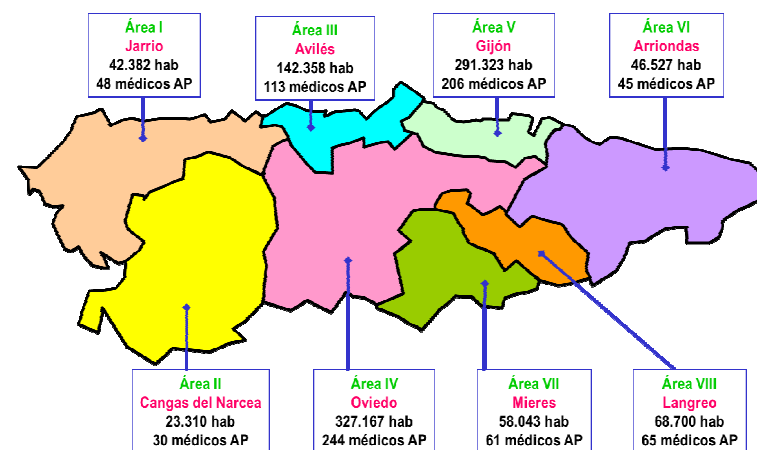 Área I
Jarrio
42.382 hab
48 médicos AP
Área III
Avilés
142.358 hab
113 médicos AP
Área V
Gijón
291.323 hab
206 médicos AP
Área VI
Arriondas
46.527 hab
45 médicos AP
Área II
Cangas del Narcea
23.310 hab
30 médicos AP
Área IV
Oviedo
327.167 hab
244 médicos AP
Área VII
Mieres
58.043 hab
61 médicos AP
Área VIII
Langreo
68.700 hab
65 médicos AP